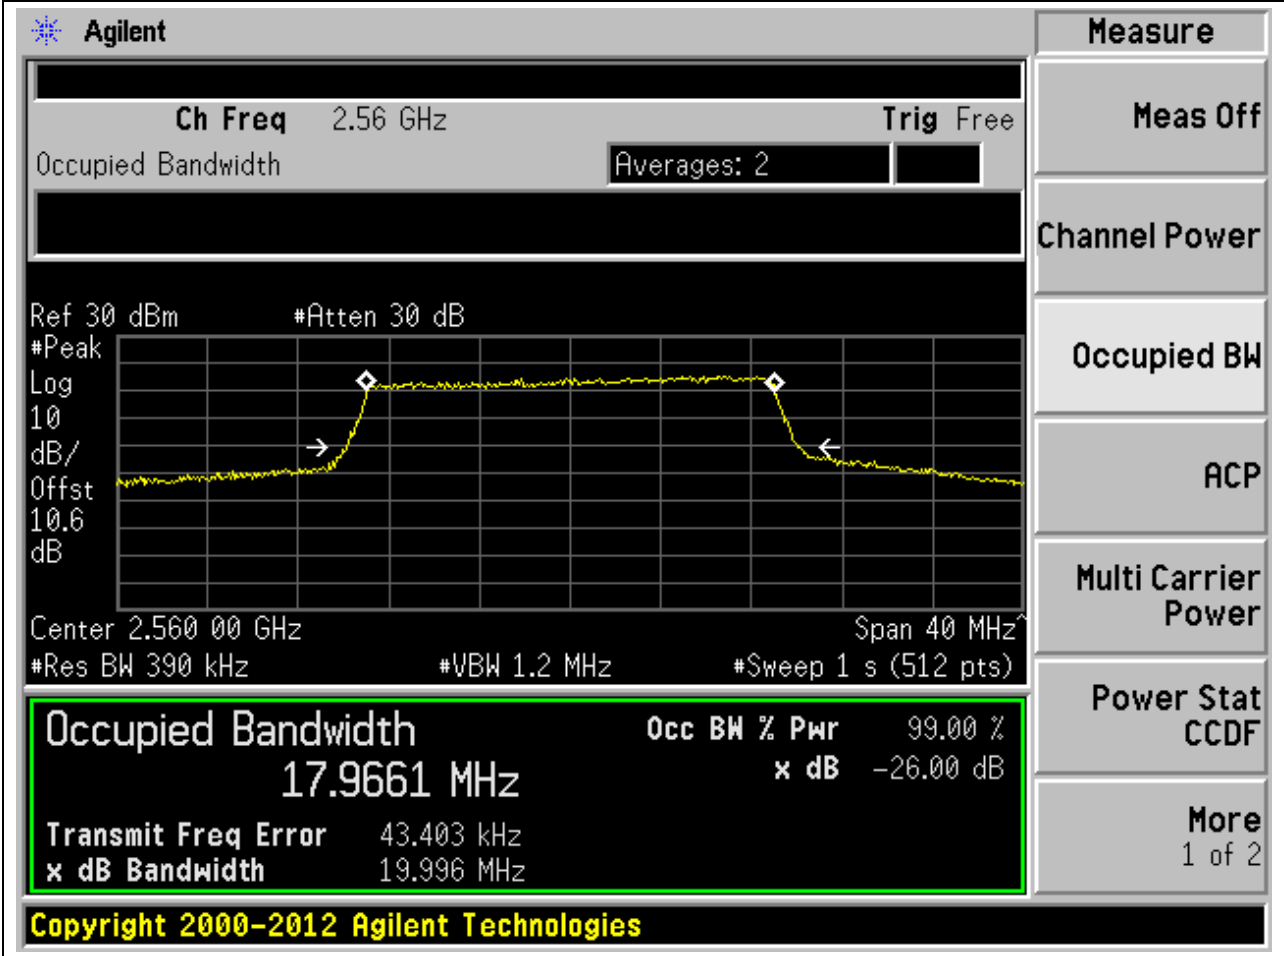 Agilent
Measure
Ch Freq 2.56 GHz Trig Free
Occupied Bandwidth Averages: 2
Meas Off
Channel Power
Occupied BW
ACP
Multi Carrier
Power
Power Stat
CCDF
More
1 of 2
Ref 30 dBm #Atten 30 dB
#Peak
Log
10
dB/
Offst
10.6
dB
Center 2.560 00 GHz Span 40 MHz^
#Res BW 390 kHz #VBW 1.2 MHz #Sweep 1 s (512 pts)
Occupied Bandwidth Occ BW % Pwr 99.00 %
17.9661 MHz x dB -26.00 dB
Transmit Freq Error 43.403 kHz
x dB Bandwidth 19.996 MHz
Copyright 2000-2012 Agilent Technologies